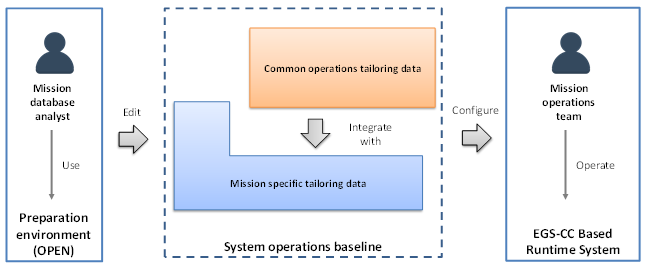 Mission
database
analyst
Use
Preparation
environment
(OPEN)
Edit
Common operations tailoring data
Integrate
with
Mission specific tailoring data
System operations baseline
Configure
Mission
operations
team
Operate
EGS-CC Based
Runtime System